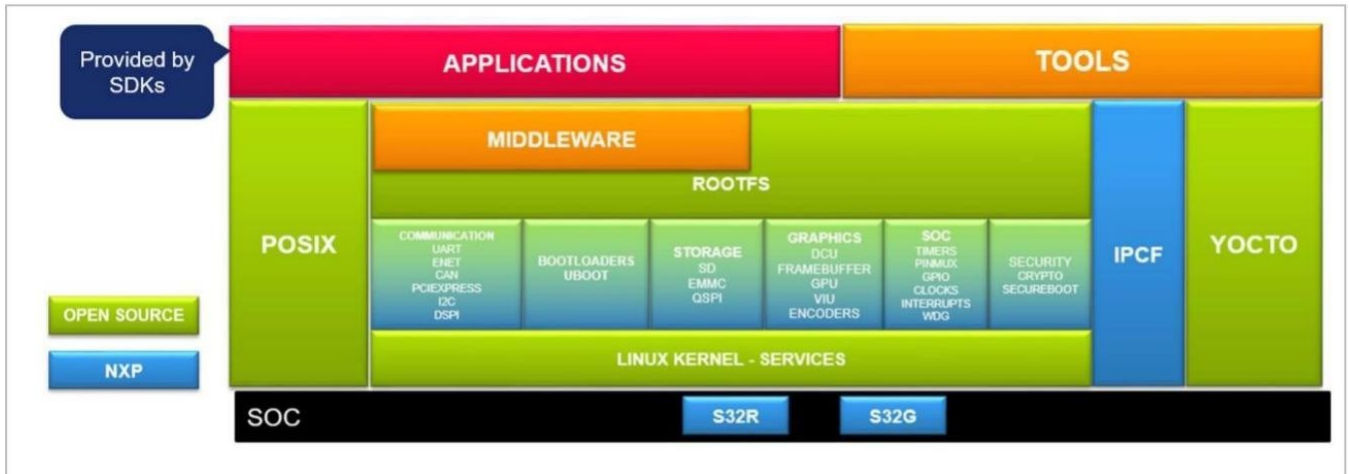 Provided by
SDKs
APPLICATIONS
TOOLS
MIDDLEWARE
ROOTFS
POSIX
COMMUNICATION
UART
ENET
CAN
PCIEXPRESS
I2C
DSPI
BOOTLOADERS
UBOOT
STORAGE
SD
EMMC
QSPI
GRAPHICS
DCU
FRAMEBUFFER
GPU
VIU
ENCODERS
SOC
TIMERS
PINMUX
GPIO
CLOCKS
INTERRUPTS
WDG
SECURITY
CRYPTO
SECUREBOOT
IPCF
YOCTO
OPEN SOURCE
NXP
LINUX KERNEL - SERVICES
SOC
S32R
S32G